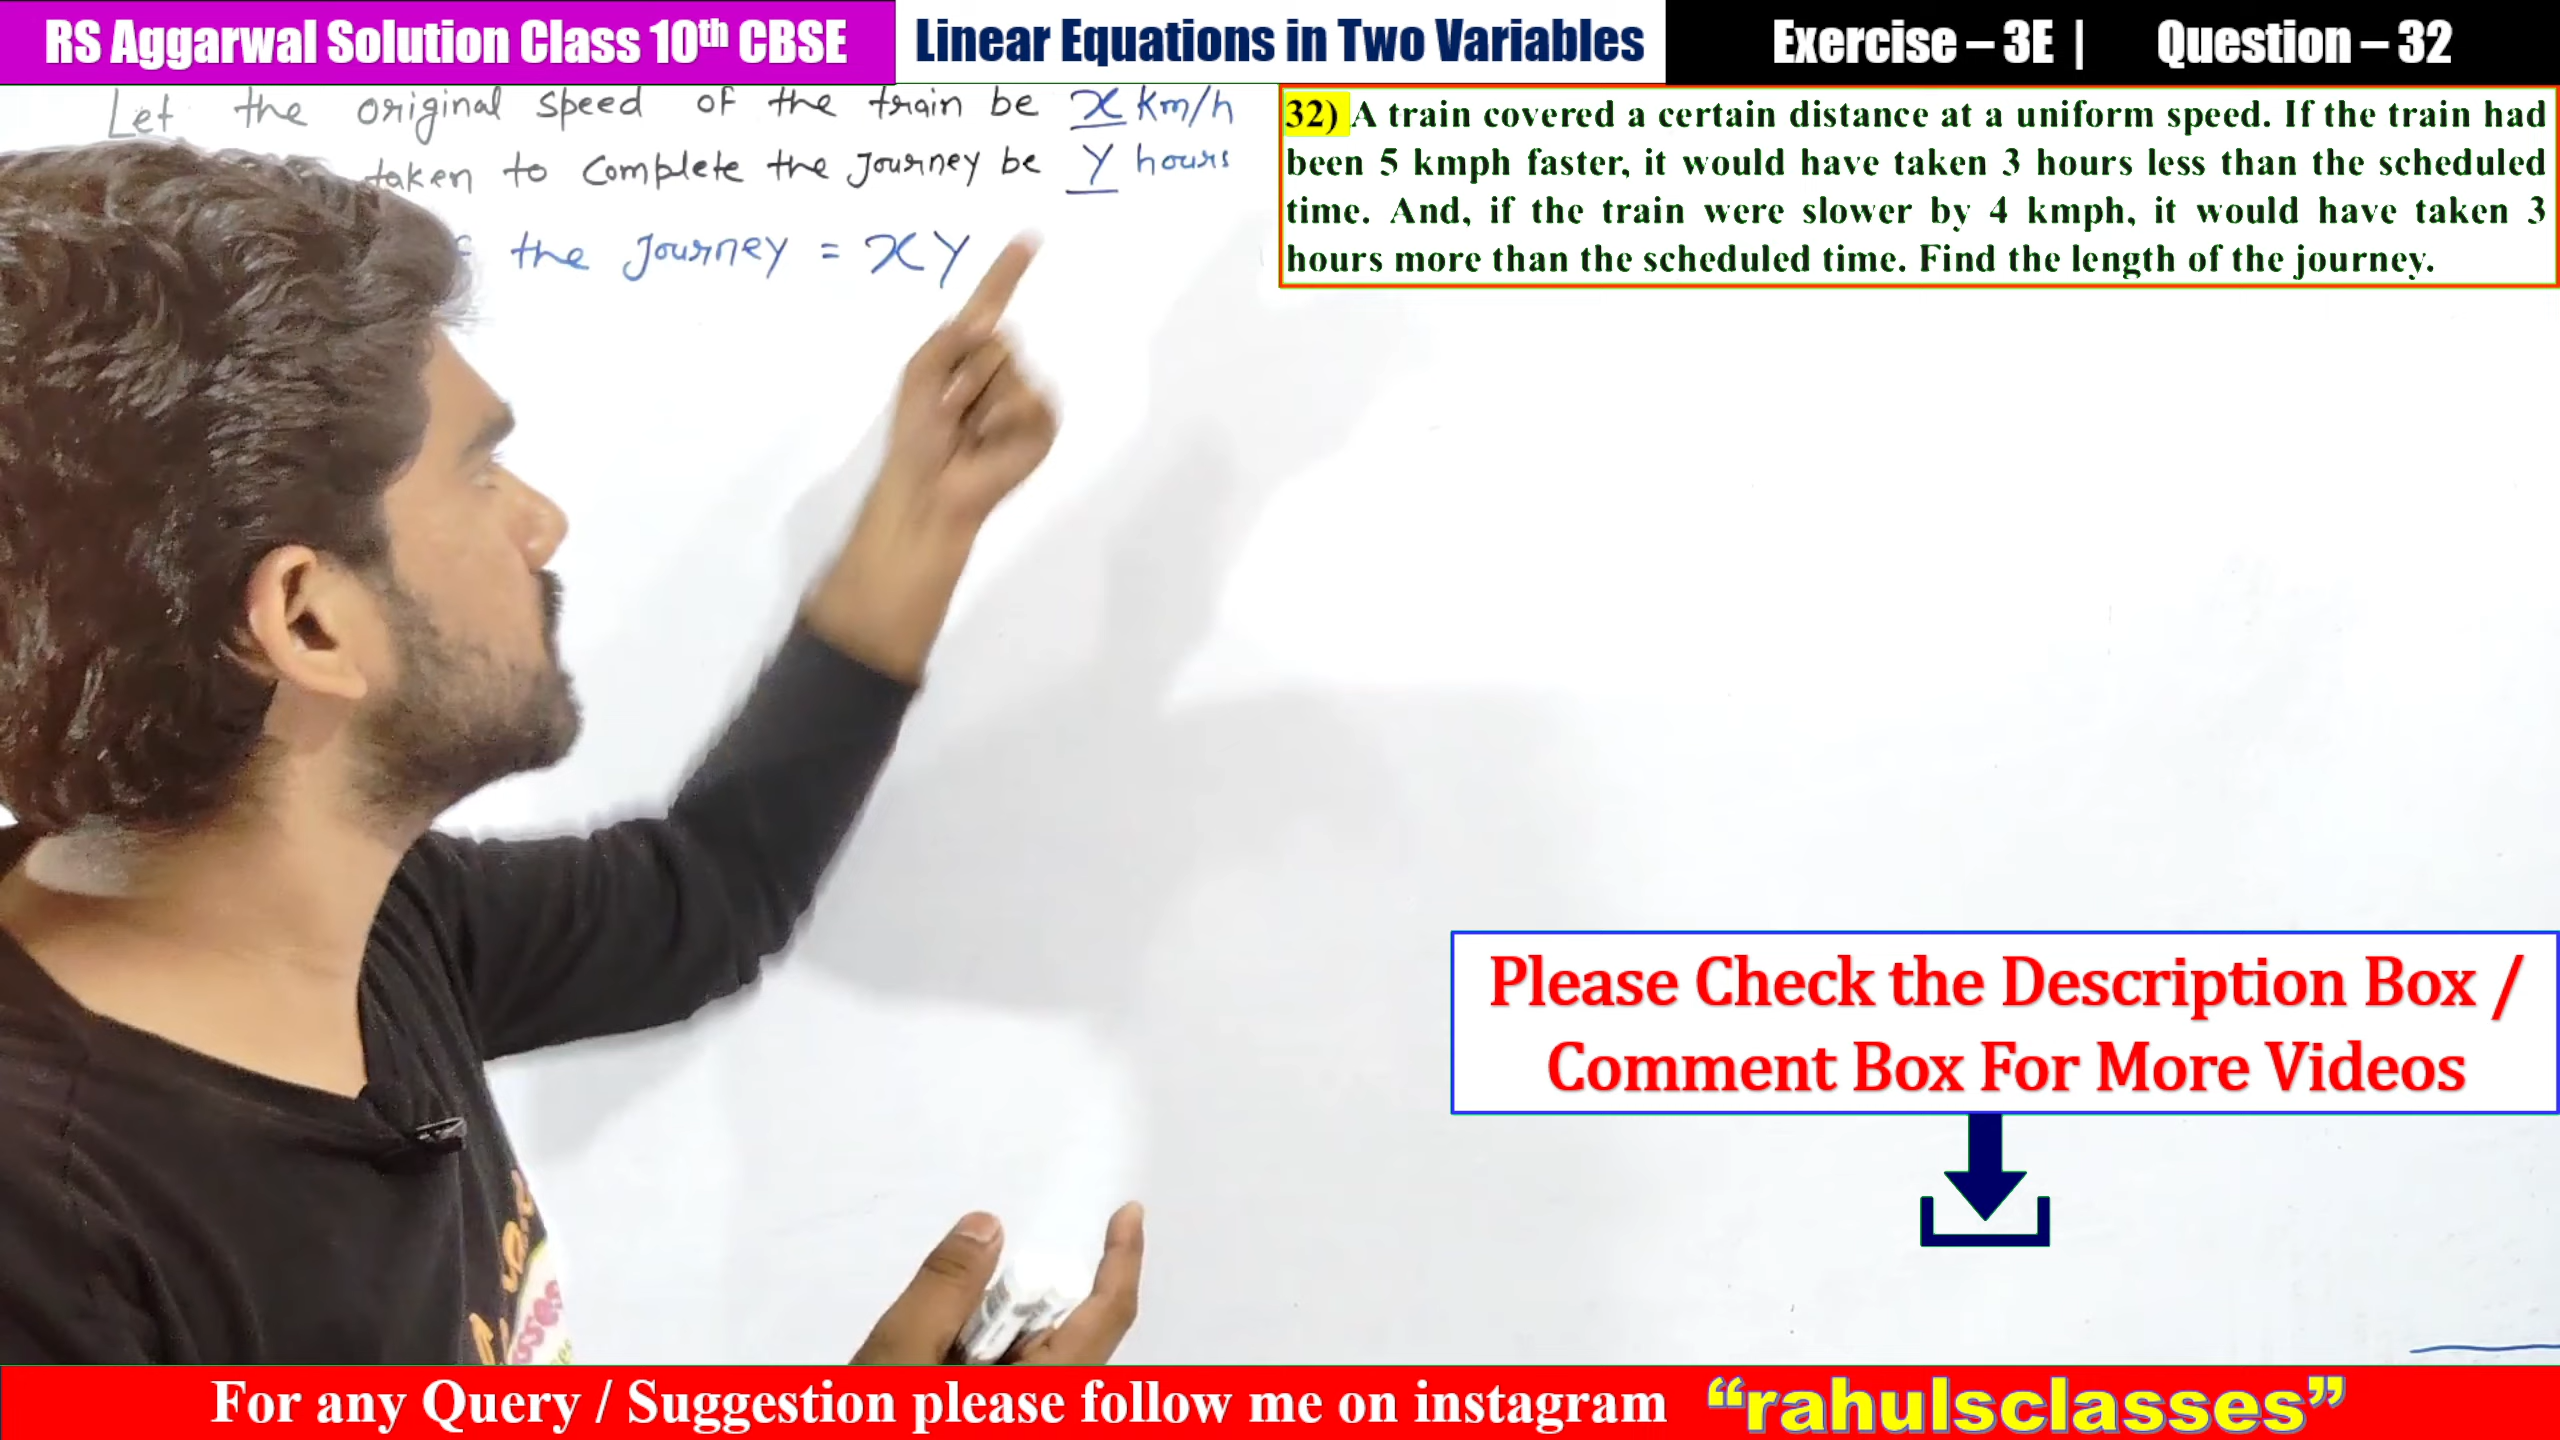 RS Aggarwal Solution Class 10th CBSE
Linear Equations in Two Variables
Exercise – 3E | Question – 32
Let the original speed of the train be x km/h
taken to complete the Journey be Y hours
the Journey = xY
32) A train covered a certain distance at a uniform speed. If the train had
been 5 kmph faster, it would have taken 3 hours less than the scheduled
time. And, if the train were slower by 4 kmph, it would have taken 3
hours more than the scheduled time. Find the length of the journey.
Please Check the Description Box /
Comment Box For More Videos
For any Query / Suggestion please follow me on instagram “rahulsclasses”